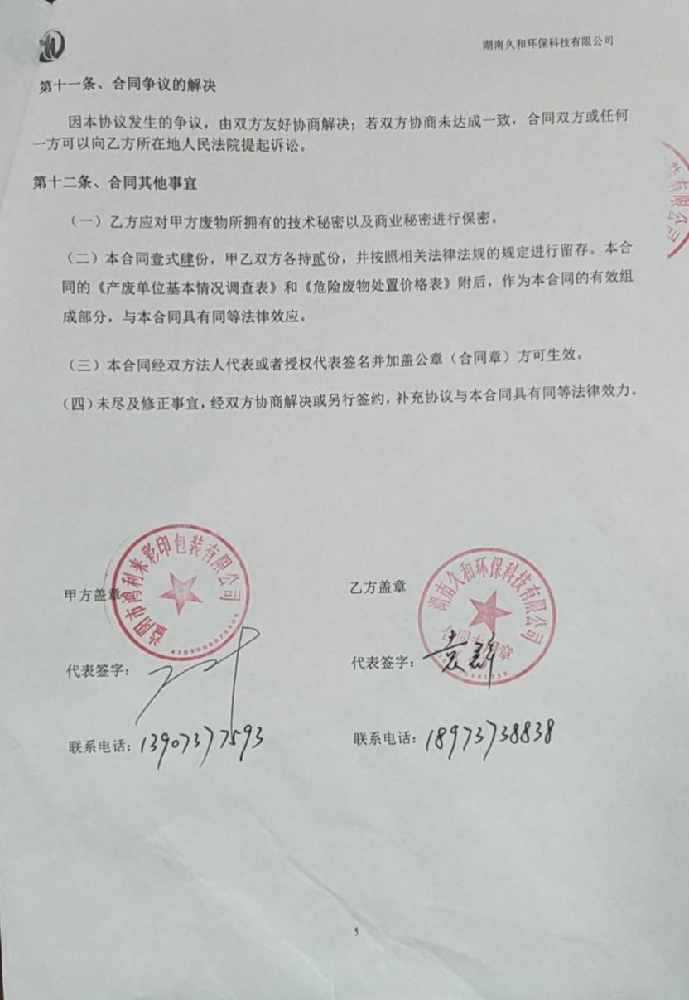 湖南久和环保科技有限公司
第十一条、合同争议的解决
因本协议发生的争议，由双方友好协商解决；若双方协商未达成一致，合同双方或任何
一方可以向乙方所在地人民法院提起诉讼。
第十二条、合同其他事宜
（一）乙方应对甲方废物所拥有的技术秘密以及商业秘密进行保密。
（二）本合同壹式肆份，甲乙双方各持贰份，并按照相关法律法规的规定进行留存。本合
同的《产废单位基本情况调查表》和《危险废物处置价格表》附后，作为本合同的有效组
成部分，与本合同具有同等法律效应。
（三）本合同经双方法人代表或者授权代表签名并加盖公章（合同章）方可生效。
（四）未尽及修正事宜，经双方协商解决或另行签约，补充协议与本合同具有同等法律效力。
装有限公司
益阳市鸿利来彩印包装有限公司
甲方盖章
湖南久和环保科技有限公司
乙方盖章
合同专用章
代表签字：
代表签字：
联系电话：13907377593
联系电话：18973738838
5